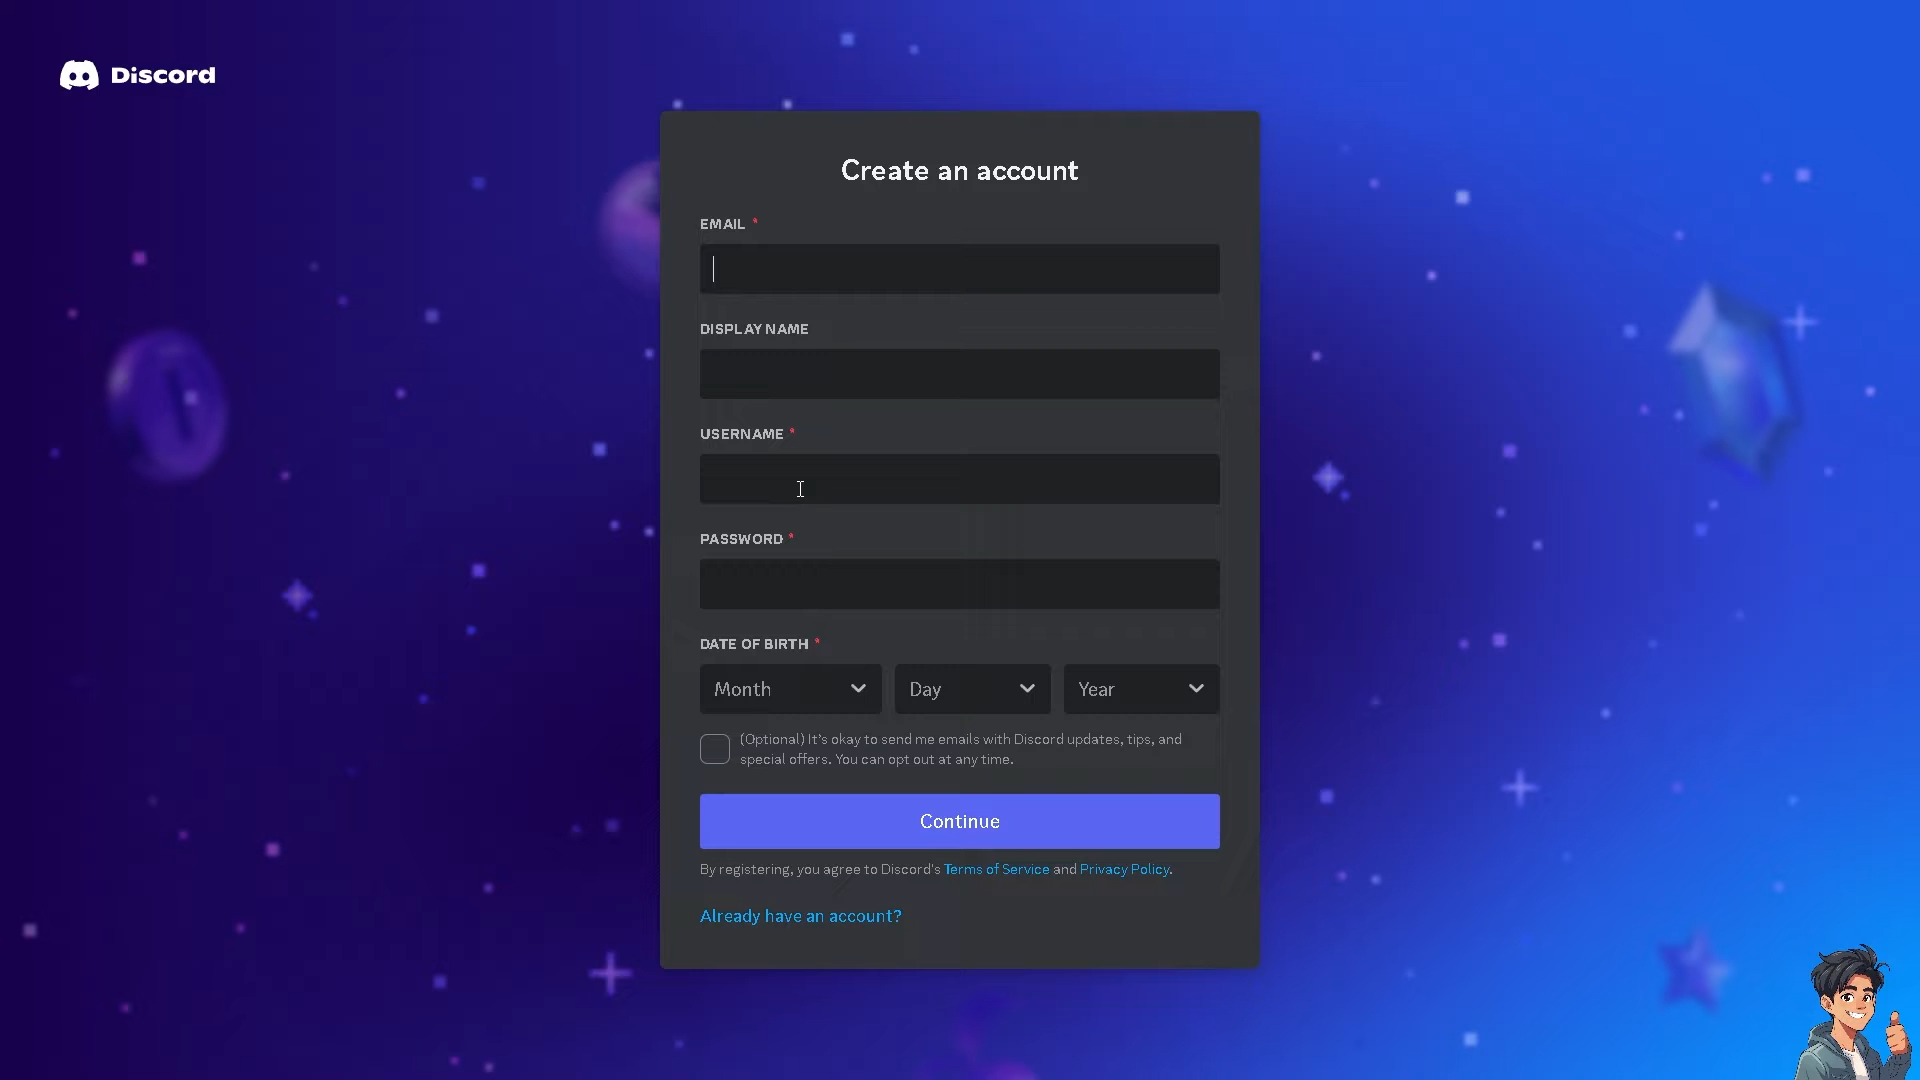 Discord
Create an account
EMAIL *
DISPLAY NAME
USERNAME *
PASSWORD *
DATE OF BIRTH *
Month Day Year
(Optional) It's okay to send me emails with Discord updates, tips, and
special offers. You can opt out at any time.
Continue
By registering, you agree to Discord's Terms of Service and Privacy Policy.
Already have an account?